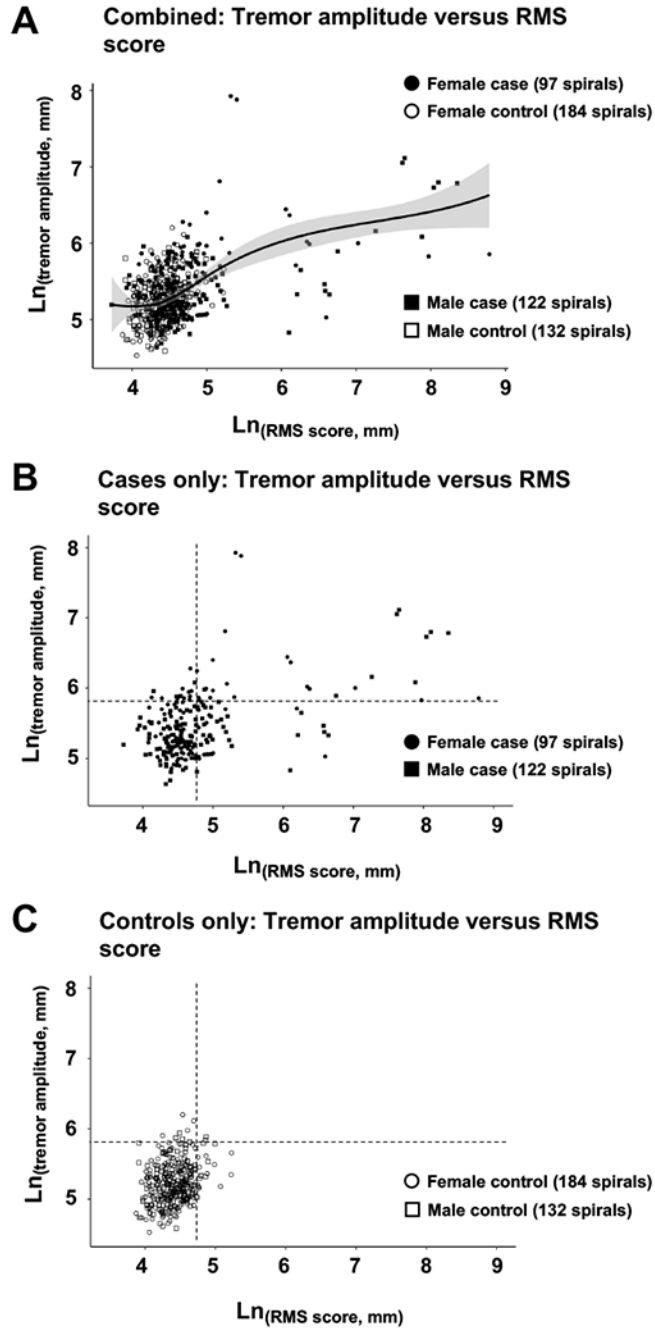 A
Combined: Tremor amplitude versus RMS
score
Ln(tremor amplitude, mm)
8
7
6
5
Female case (97 spirals)
Female control (184 spirals)
Male case (122 spirals)
Male control (132 spirals)
4 5 6 7 8 9
Ln(RMS score, mm)
B
Cases only: Tremor amplitude versus RMS
score
Ln(tremor amplitude, mm)
8
7
6
5
Female case (97 spirals)
Male case (122 spirals)
4 5 6 7 8 9
Ln(RMS score, mm)
C
Controls only: Tremor amplitude versus RMS
score
Ln(tremor amplitude, mm)
8
7
6
5
Female control (184 spirals)
Male control (132 spirals)
4 5 6 7 8 9
Ln(RMS score, mm)